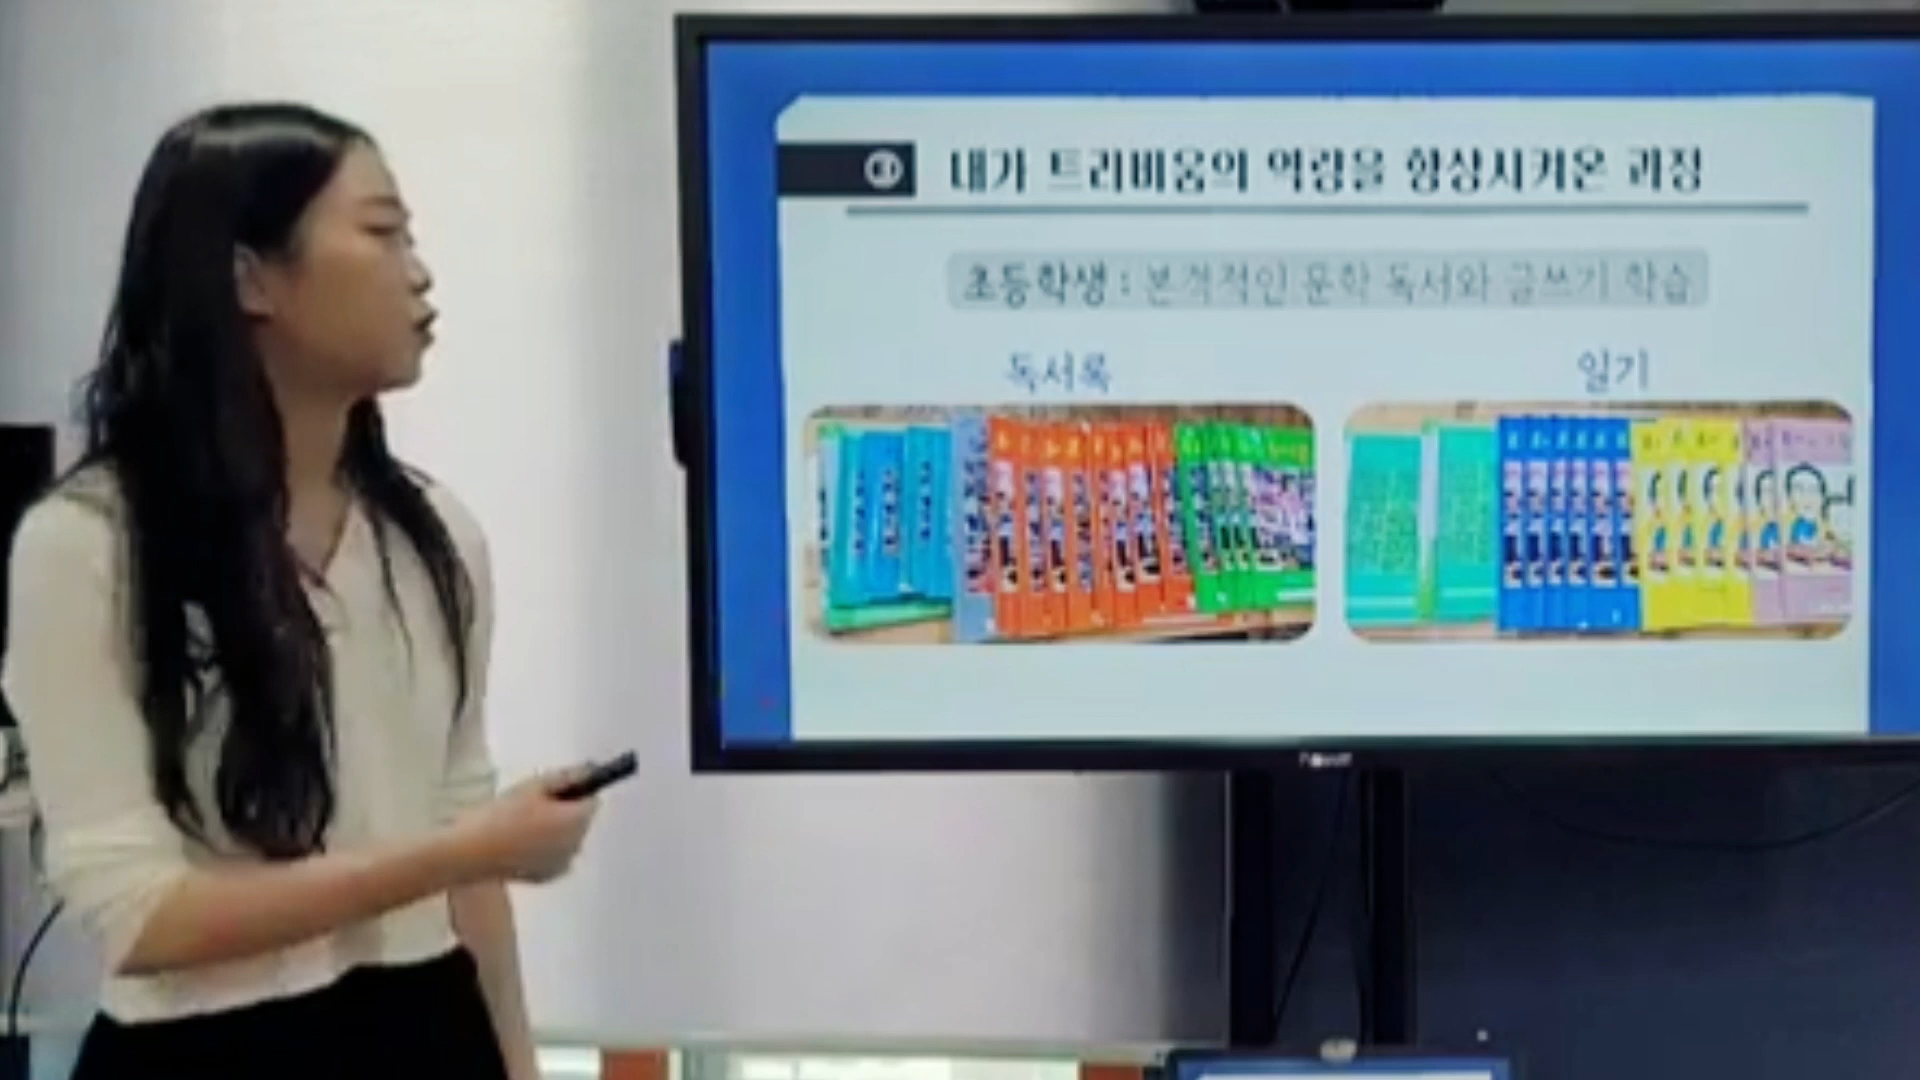 3 내가 트리비움의 역량을 향상시켜온 과정
초등학생 : 본격적인 문학 독서와 글쓰기 학습
독서록
일기